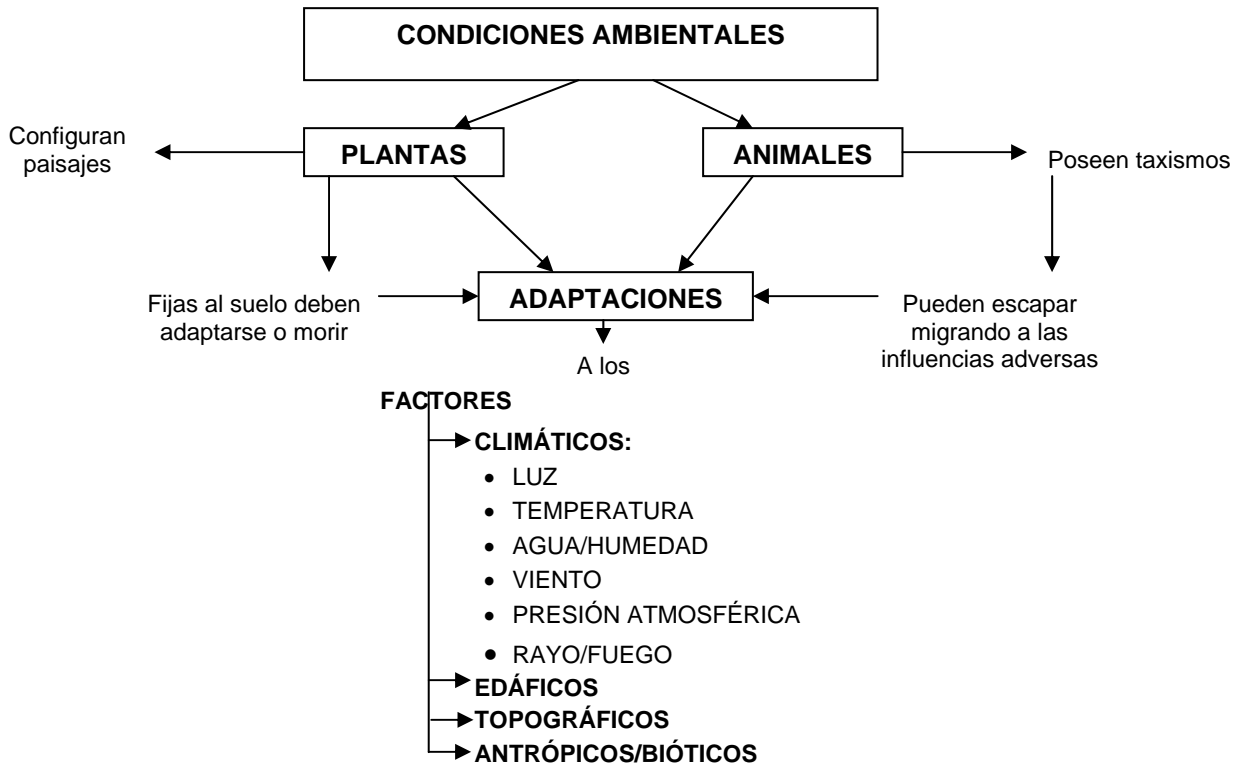 CONDICIONES AMBIENTALES
Configuran
paisajes
PLANTAS
ANIMALES
Poseen taxismos
Fijas al suelo deben
adaptarse o morir
ADAPTACIONES
Pueden escapar
migrando a las
influencias adversas
A los
FACTORES
CLIMÁTICOS:
• LUZ
• TEMPERATURA
• AGUA/HUMEDAD
• VIENTO
• PRESIÓN ATMOSFÉRICA
• RAYO/FUEGO
EDÁFICOS
TOPOGRÁFICOS
ANTRÓPICOS/BIÓTICOS